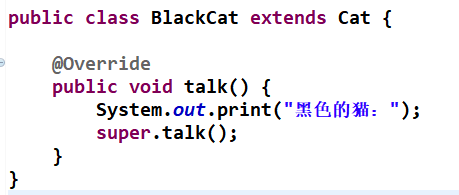 public class BlackCat extends Cat {
@Override
public void talk() {
System.out.print("黑色的猫：");
super.talk();
}
}